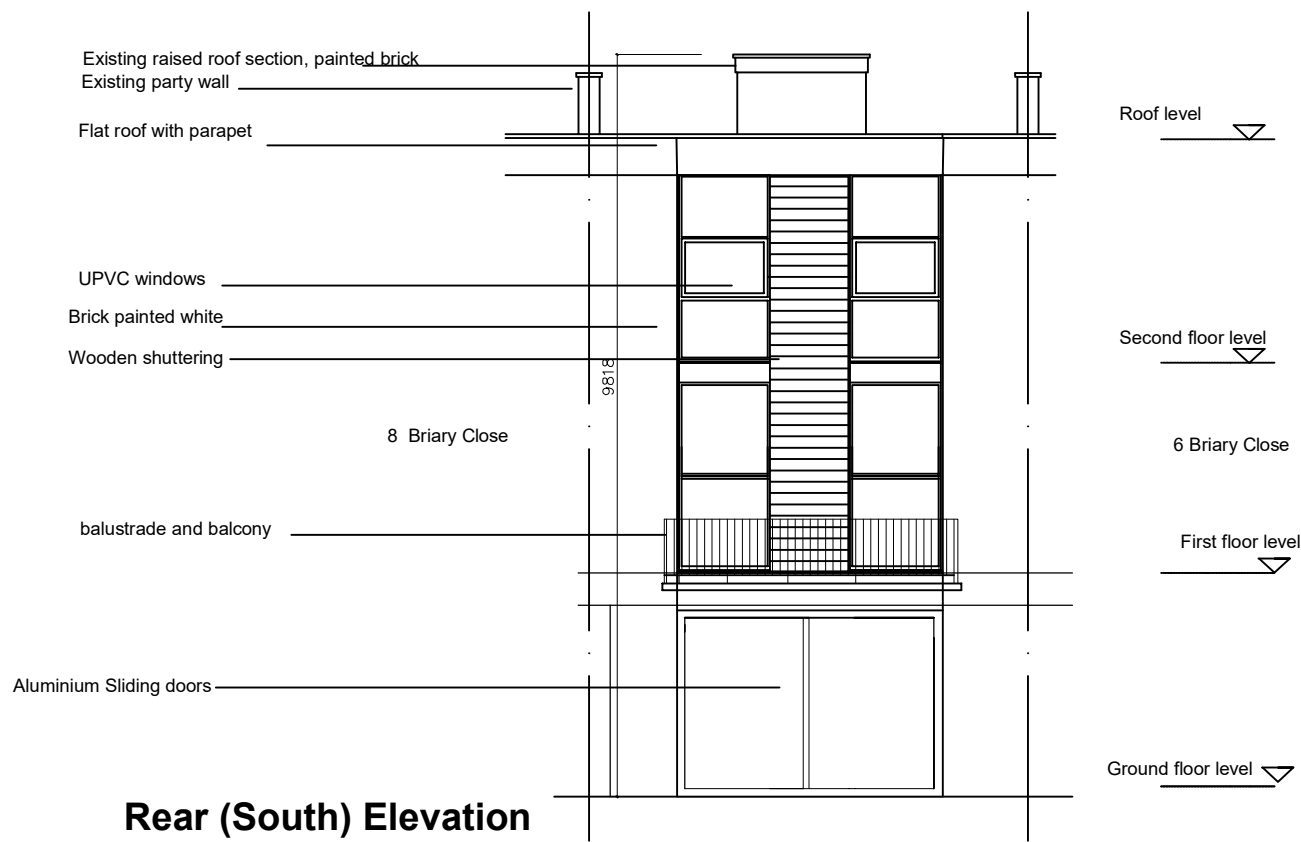 Existing raised roof section, painted brick
Existing party wall
Roof level
Flat roof with parapet
UPVC windows
Brick painted white
Second floor level
Wooden shuttering
9818
8 Briary Close
6 Briary Close
balustrade and balcony
First floor level
Aluminium Sliding doors
Ground floor level
Rear (South) Elevation